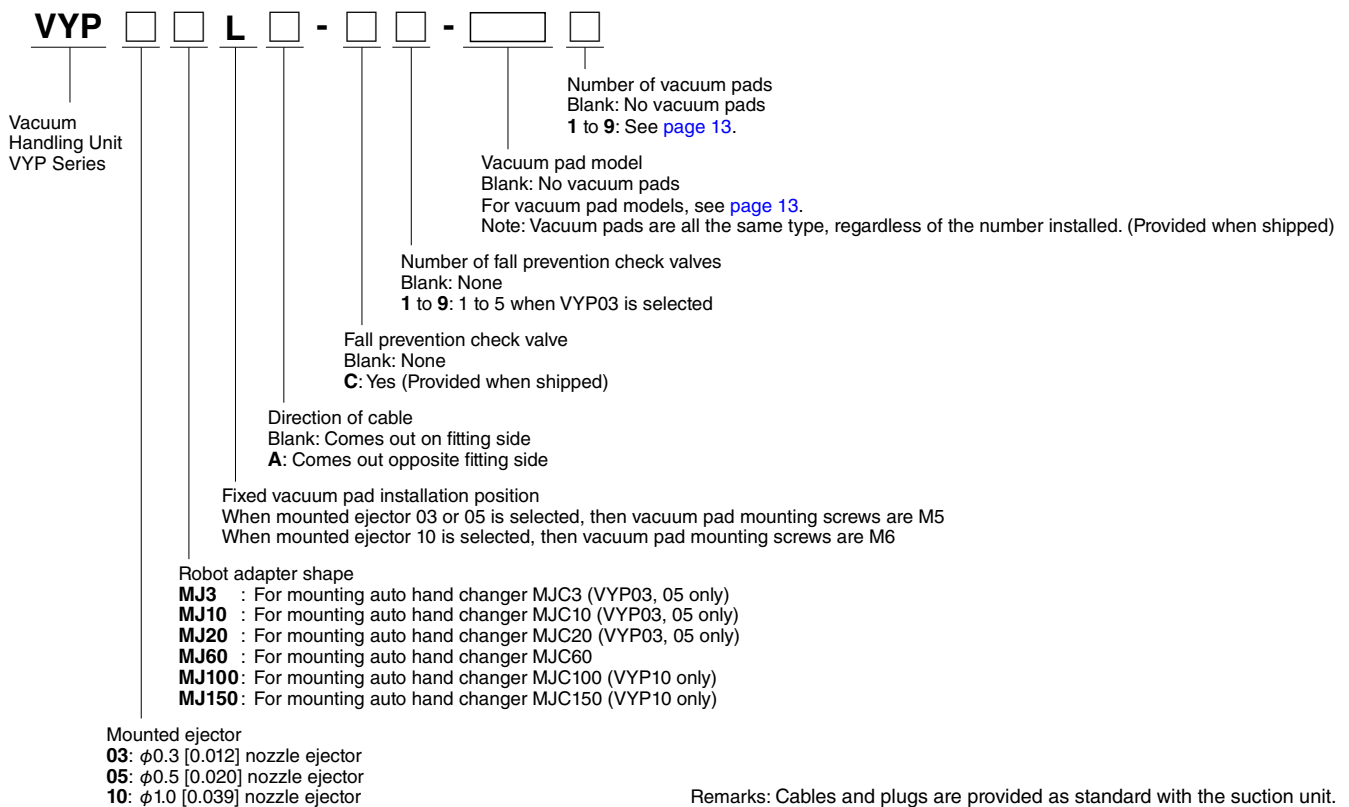 VYP □ □ L □ - □ □ - □ □
Vacuum
Handling Unit
VYP Series
Number of vacuum pads
Blank: No vacuum pads
1 to 9: See page 13.
Vacuum pad model
Blank: No vacuum pads
For vacuum pad models, see page 13.
Note: Vacuum pads are all the same type, regardless of the number installed. (Provided when shipped)
Number of fall prevention check valves
Blank: None
1 to 9: 1 to 5 when VYP03 is selected
Fall prevention check valve
Blank: None
C: Yes (Provided when shipped)
Direction of cable
Blank: Comes out on fitting side
A: Comes out opposite fitting side
Fixed vacuum pad installation position
When mounted ejector 03 or 05 is selected, then vacuum pad mounting screws are M5
When mounted ejector 10 is selected, then vacuum pad mounting screws are M6
Robot adapter shape
MJ3 : For mounting auto hand changer MJC3 (VYP03, 05 only)
MJ10 : For mounting auto hand changer MJC10 (VYP03, 05 only)
MJ20 : For mounting auto hand changer MJC20 (VYP03, 05 only)
MJ60 : For mounting auto hand changer MJC60
MJ100: For mounting auto hand changer MJC100 (VYP10 only)
MJ150: For mounting auto hand changer MJC150 (VYP10 only)
Mounted ejector
03: φ0.3 [0.012] nozzle ejector
05: φ0.5 [0.020] nozzle ejector
10: φ1.0 [0.039] nozzle ejector
Remarks: Cables and plugs are provided as standard with the suction unit.